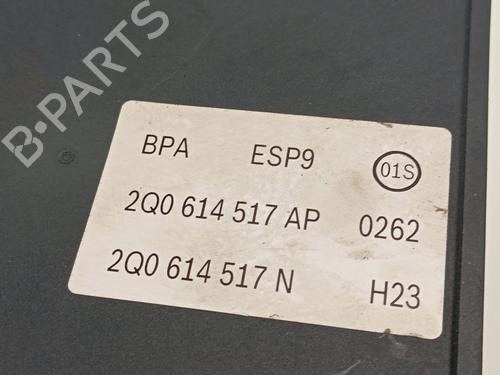 B-PARTS
BPA ESP9 01S
2Q0 614 517 AP 0262
2Q0 614 517 N H23